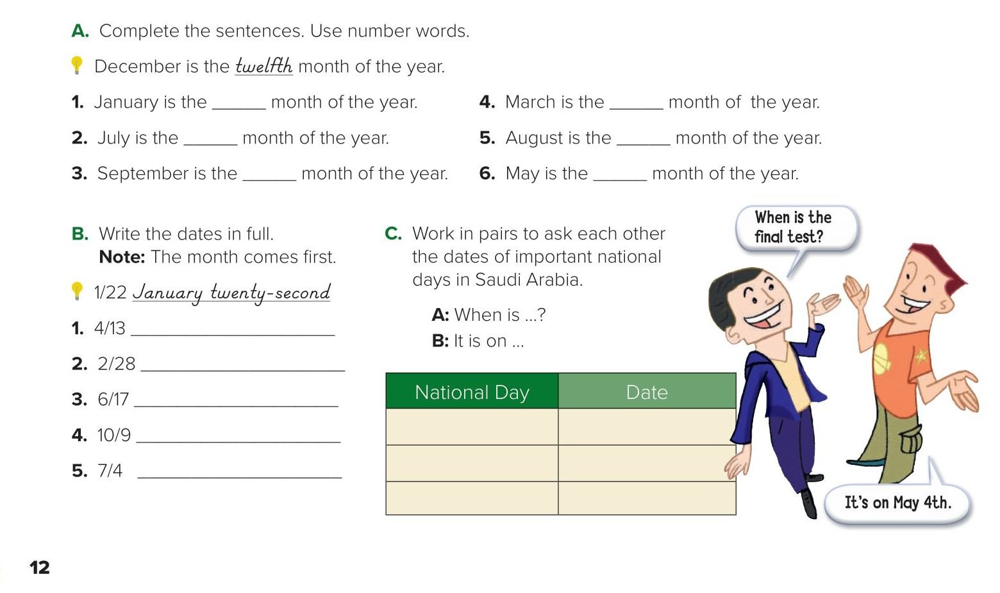 A. Complete the sentences. Use number words.
December is the twelfth month of the year.
1. January is the ______ month of the year.
2. July is the ______ month of the year.
3. September is the ______ month of the year.
4. March is the ______ month of the year.
5. August is the ______ month of the year.
6. May is the ______ month of the year.
B. Write the dates in full.
Note: The month comes first.
1/22 January twenty-second
1. 4/13 ______________________
2. 2/28 ______________________
3. 6/17 ______________________
4. 10/9 ______________________
5. 7/4 ______________________
C. Work in pairs to ask each other
the dates of important national
days in Saudi Arabia.
A: When is ...?
B: It is on ...
National Day Date
When is the
final test?
It's on May 4th.
12